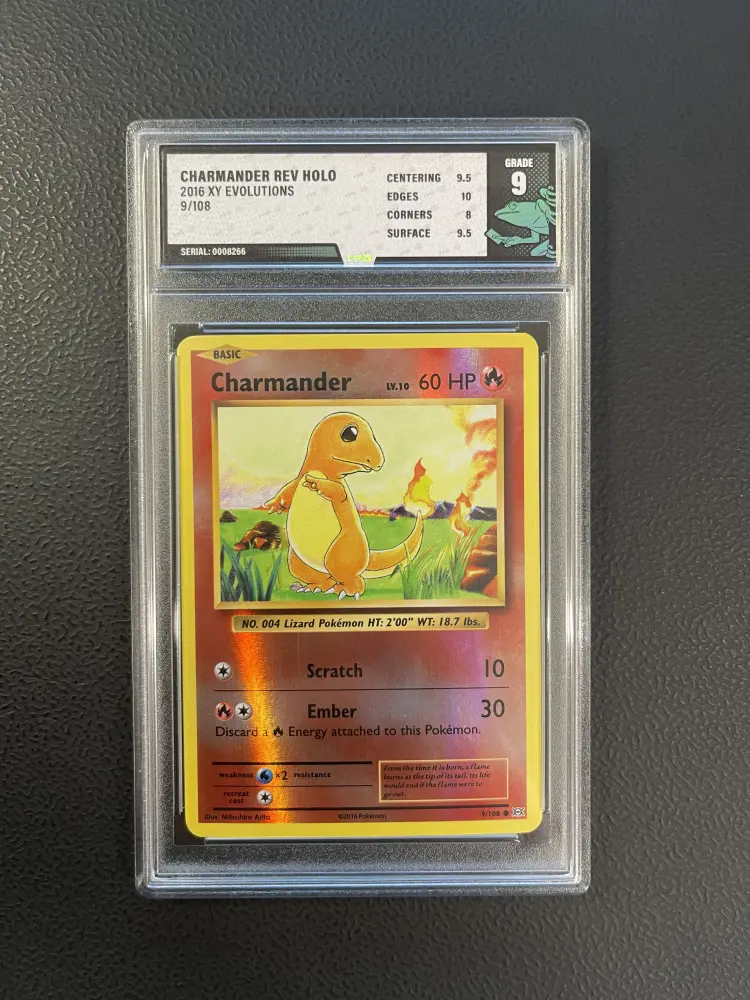 CHARMANDER REV HOLO
2016 XY EVOLUTIONS
9/108
SERIAL: 0008266
CENTERING 9.5
EDGES 10
CORNERS 8
SURFACE 9.5
GRADE
9
BASIC
Charmander LV.10 60 HP
NO. 004 Lizard Pokémon HT: 2'00" WT: 18.7 lbs.
Scratch 10
Ember 30
Discard a Energy attached to this Pokémon.
weakness ×2 resistance
retreat
cost
From the time it is born, a flame
burns at the tip of its tail. Its life
would end if the flame were to
go out.
Illus. Mitsuhiro Arita ©2016 Pokémon 9/108